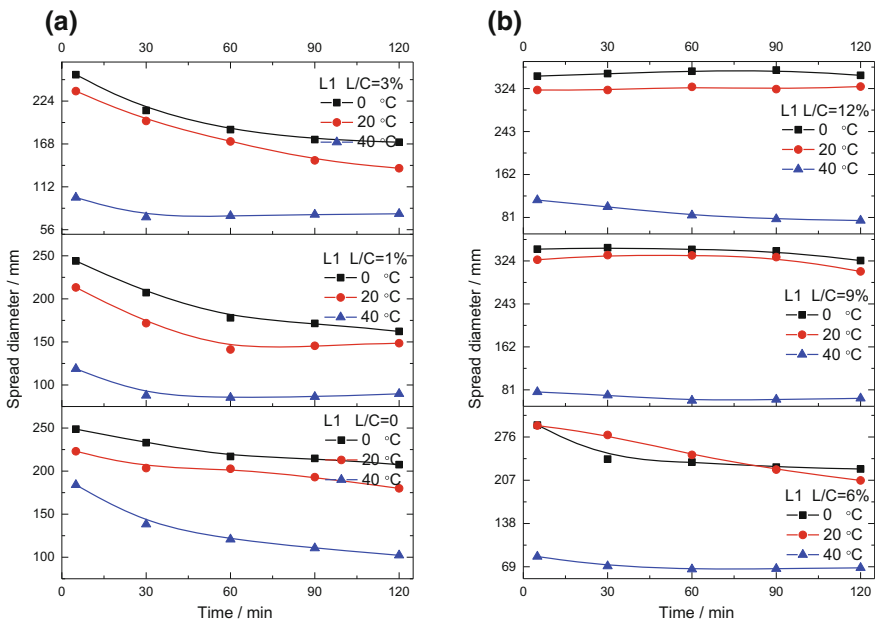 (a)
0 30 60 90 120
L1 L/C=3%
0 °C
20 °C
40 °C
224
168
112
56
L1 L/C=1%
0 °C
20 °C
40 °C
250
200
150
100
L1 L/C=0
0 °C
20 °C
40 °C
250
200
150
100
0 30 60 90 120
Time / min
Spread diameter / mm
(b)
0 30 60 90 120
L1 L/C=12%
0 °C
20 °C
40 °C
324
243
162
81
L1 L/C=9%
0 °C
20 °C
40 °C
324
243
162
81
L1 L/C=6%
0 °C
20 °C
40 °C
276
207
138
69
0 30 60 90 120
Time / min
Spread diameter / mm